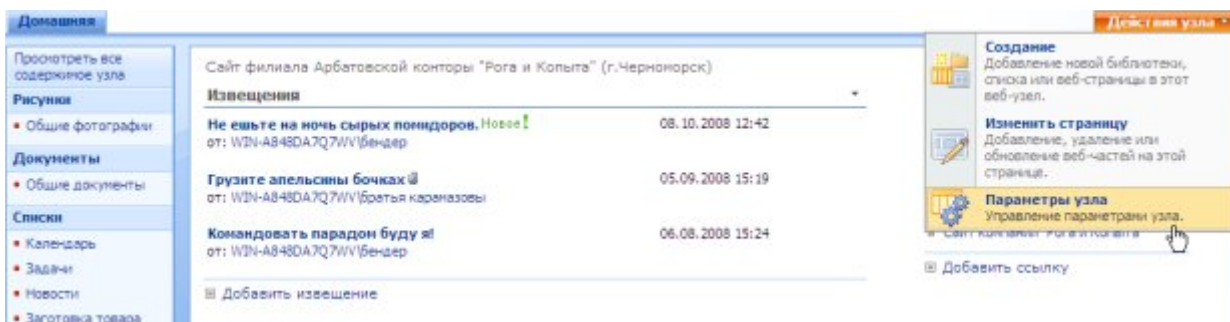 Домашняя
Действия узла
Просмотреть все
содержимое узла
Рисунки
Общие фотографии
Документы
Общие документы
Списки
Календарь
Задачи
Новости
Заготовка товара
Сайт филиала Арбатовской конторы "Рога и Копыта" (г.Черноморск)
Извещения
Не ешьте на ночь сырых помидоров. Новое!
08.10.2008 12:42
от: WIN-A848DA7Q7WV\бендер
Грузите апельсины бочках
05.09.2008 15:19
от: WIN-A848DA7Q7WV\братья карамазовы
Командовать парадом буду я!
06.08.2008 15:24
от: WIN-A848DA7Q7WV\бендер
Добавить извещение
Создание
Добавление новой библиотеки,
списка или веб-страницы в этот
веб-узел.
Изменить страницу
Добавление, удаление или
обновление веб-частей на этой
странице.
Параметры узла
Управление параметрами узла.
Сайт компании Рога и Копыта
Добавить ссылку